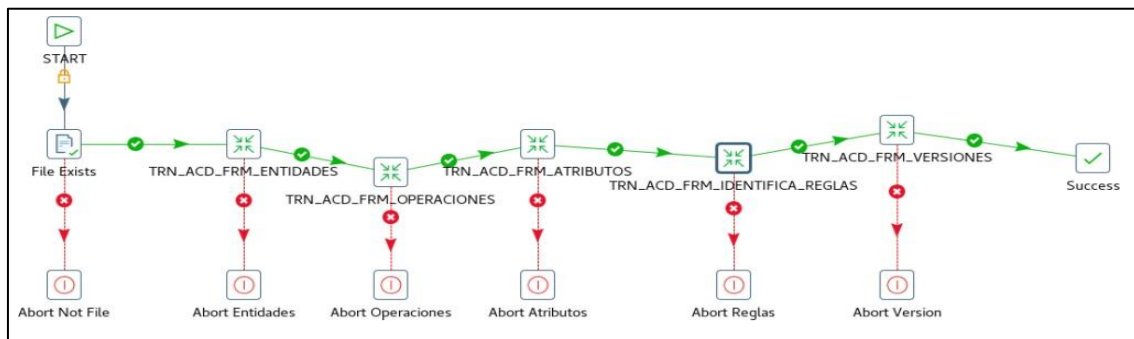 START
File Exists
TRN_ACD_FRM_ENTIDADES
TRN_ACD_FRM_OPERACIONES
TRN_ACD_FRM_ATRIBUTOS
TRN_ACD_FRM_IDENTIFICA_REGLAS
TRN_ACD_FRM_VERSIONES
Success
Abort Not File
Abort Entidades
Abort Operaciones
Abort Atributos
Abort Reglas
Abort Version